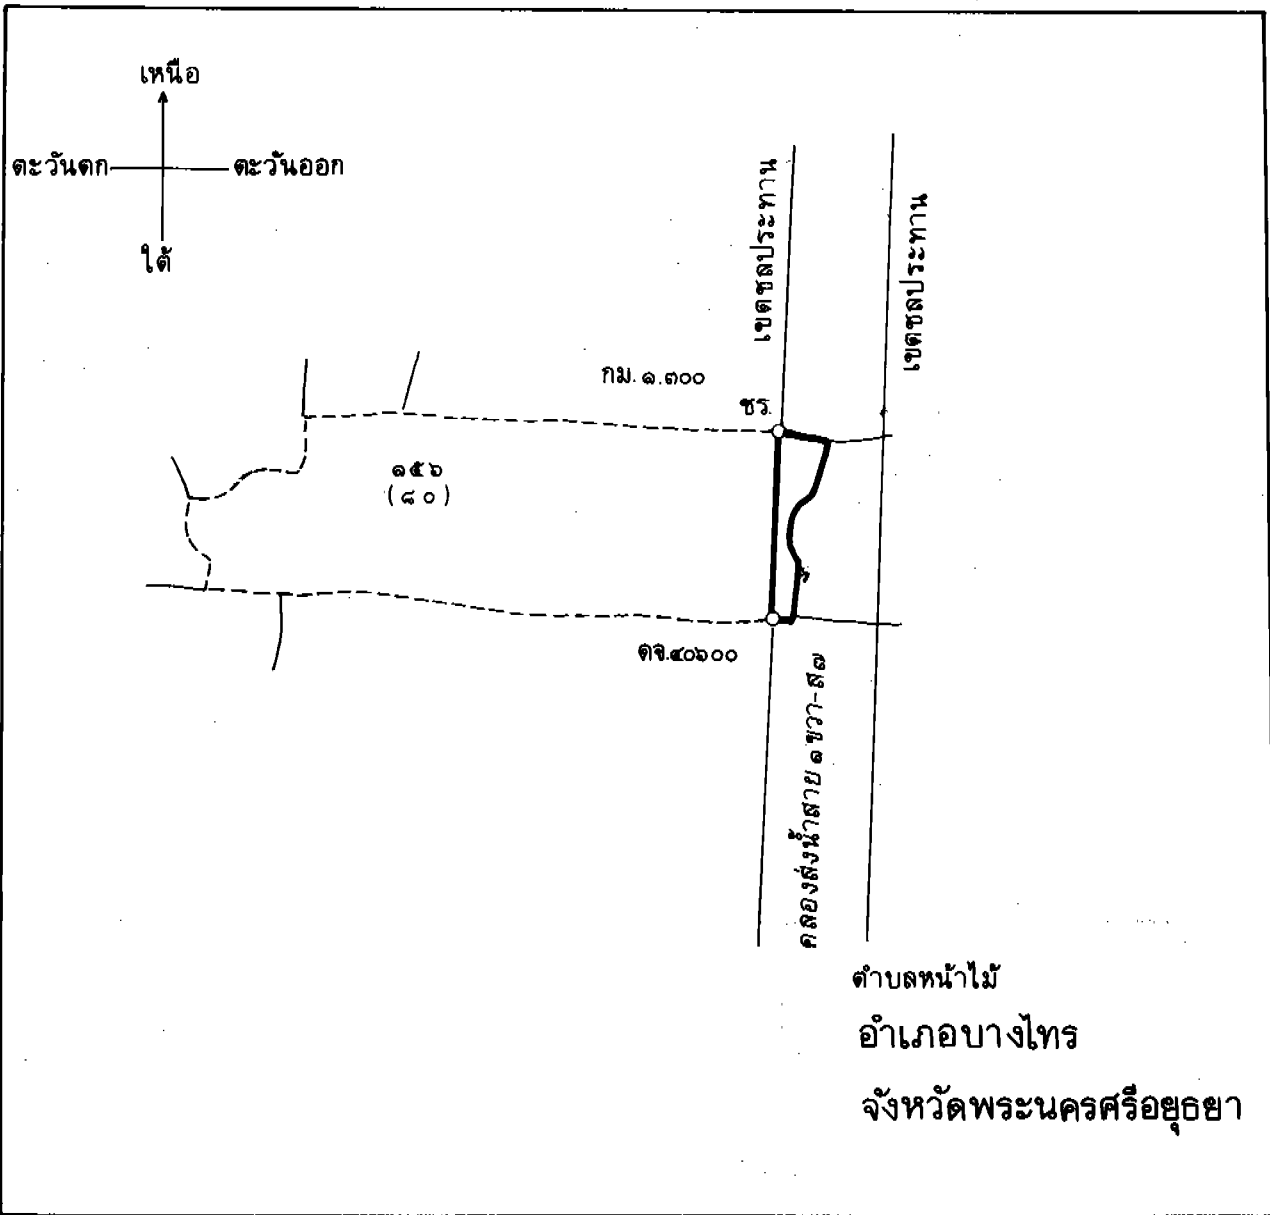 เหนือ
ตะวันตก
ตะวันออก
ใต้
เขตชลประทาน
เขตชลประทาน
กม. ๑.๓๐๐
ชร.
๑๕๖
(๘๐)
ตจ.๔๐๖๐๐
คลองส่งน้ำสาย ๑ขวา-ส๗
ตำบลหน้าไม้
อำเภอบางไทร
จังหวัดพระนครศรีอยุธยา